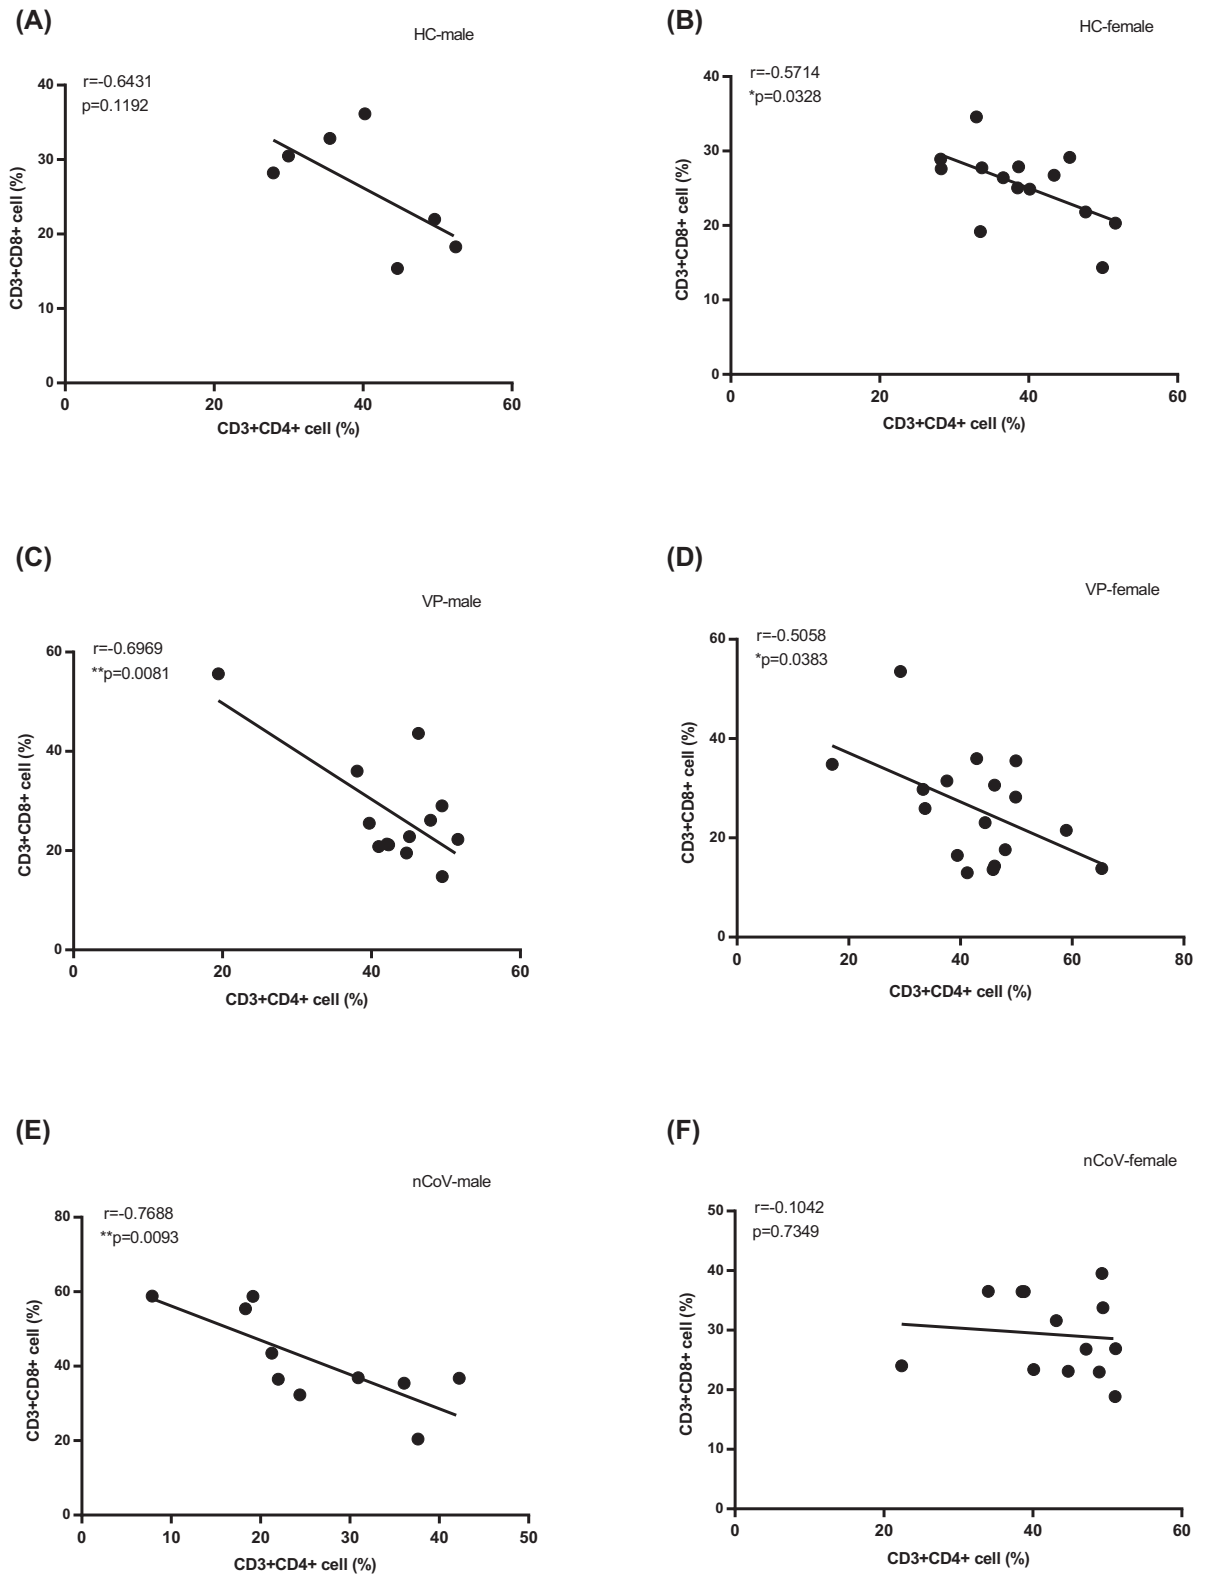 (A)
HC-male
r=-0.6431
p=0.1192
40
30
20
10
0
CD3+CD8+ cell (%)
0 20 40 60
CD3+CD4+ cell (%)
(B)
HC-female
r=-0.5714
*p=0.0328
40
30
20
10
0
CD3+CD8+ cell (%)
0 20 40 60
CD3+CD4+ cell (%)
(C)
VP-male
r=-0.6969
**p=0.0081
60
40
20
0
CD3+CD8+ cell (%)
0 20 40 60
CD3+CD4+ cell (%)
(D)
VP-female
r=-0.5058
*p=0.0383
60
40
20
0
CD3+CD8+ cell (%)
0 20 40 60 80
CD3+CD4+ cell (%)
(E)
nCoV-male
r=-0.7688
**p=0.0093
80
60
40
20
0
CD3+CD8+ cell (%)
0 10 20 30 40 50
CD3+CD4+ cell (%)
(F)
nCoV-female
r=-0.1042
p=0.7349
50
40
30
20
10
0
CD3+CD8+ cell (%)
0 20 40 60
CD3+CD4+ cell (%)